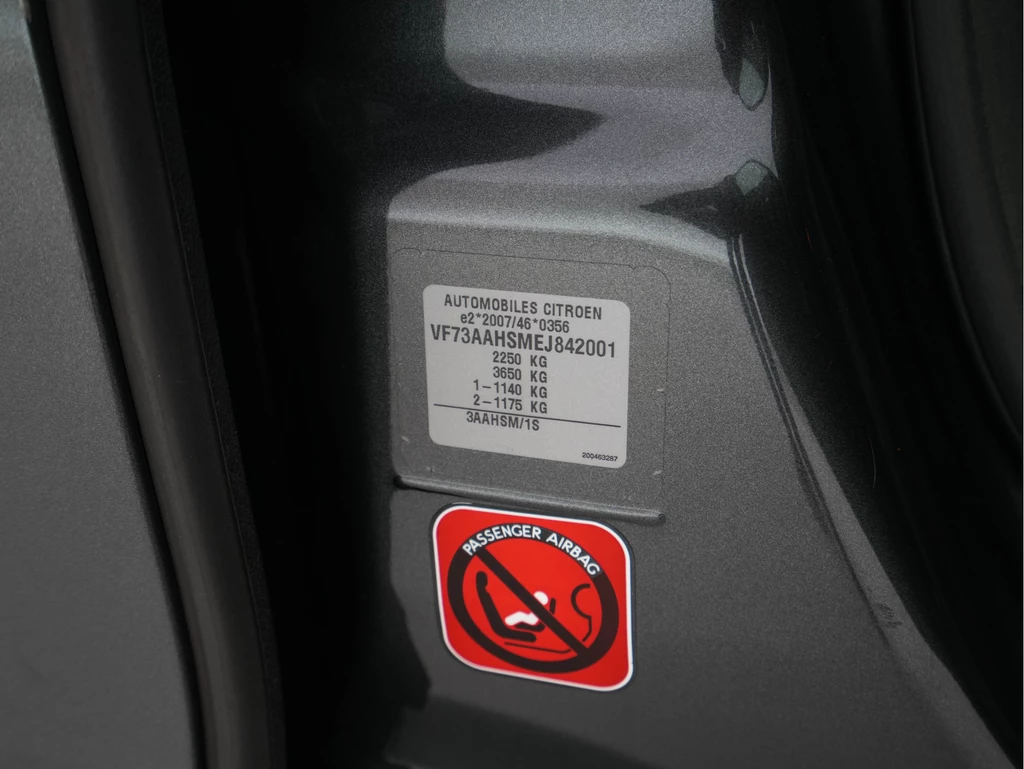 AUTOMOBILES CITROEN
e2*2007/46*0356
VF73AAHSMEJ842001
2250 KG
3650 KG
1-1140 KG
2-1175 KG
3AAHSM/1S
200463287
PASSENGER AIRBAG